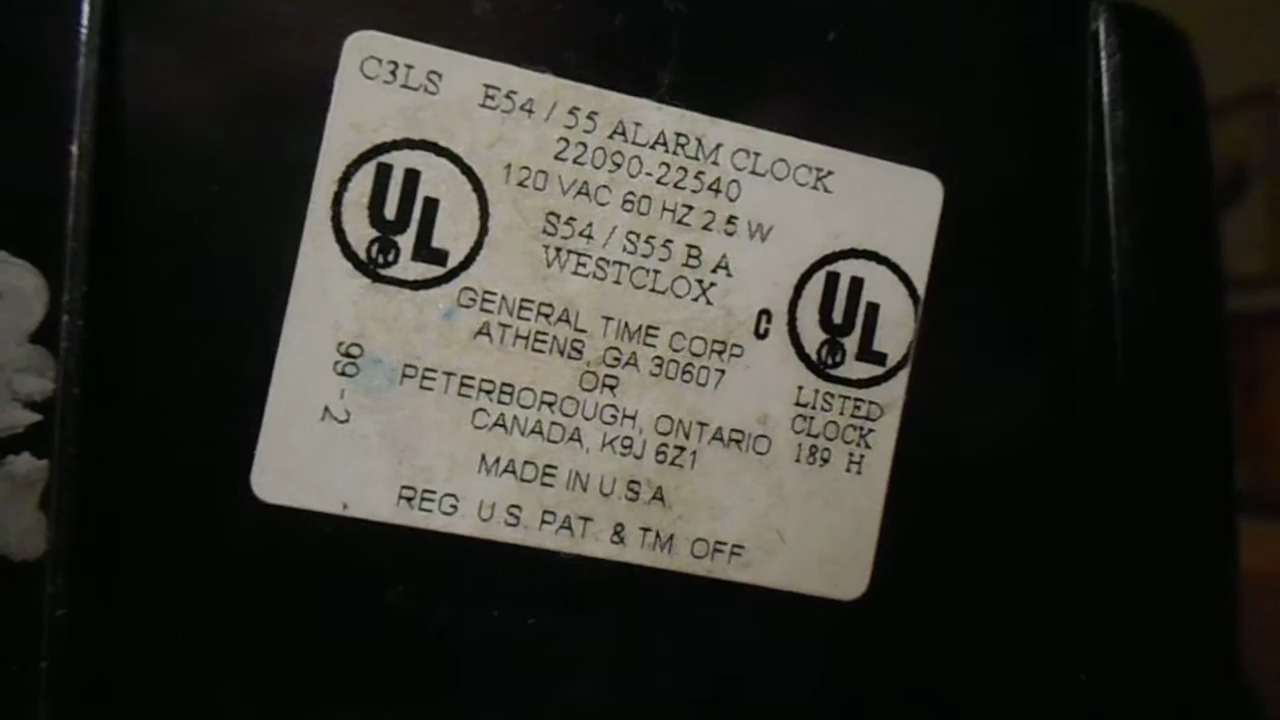 C3LS E54 / 55 ALARM CLOCK
22090-22540
120 VAC 60 HZ 2.5 W
S54 / S55 B A
WESTCLOX
UL
R
GENERAL TIME CORP.
ATHENS, GA 30607
OR
PETERBOROUGH, ONTARIO
CANADA, K9J 6Z1
MADE IN U.S.A.
REG. U.S. PAT. & TM. OFF
99-2
C UL
R
LISTED
CLOCK
189 H